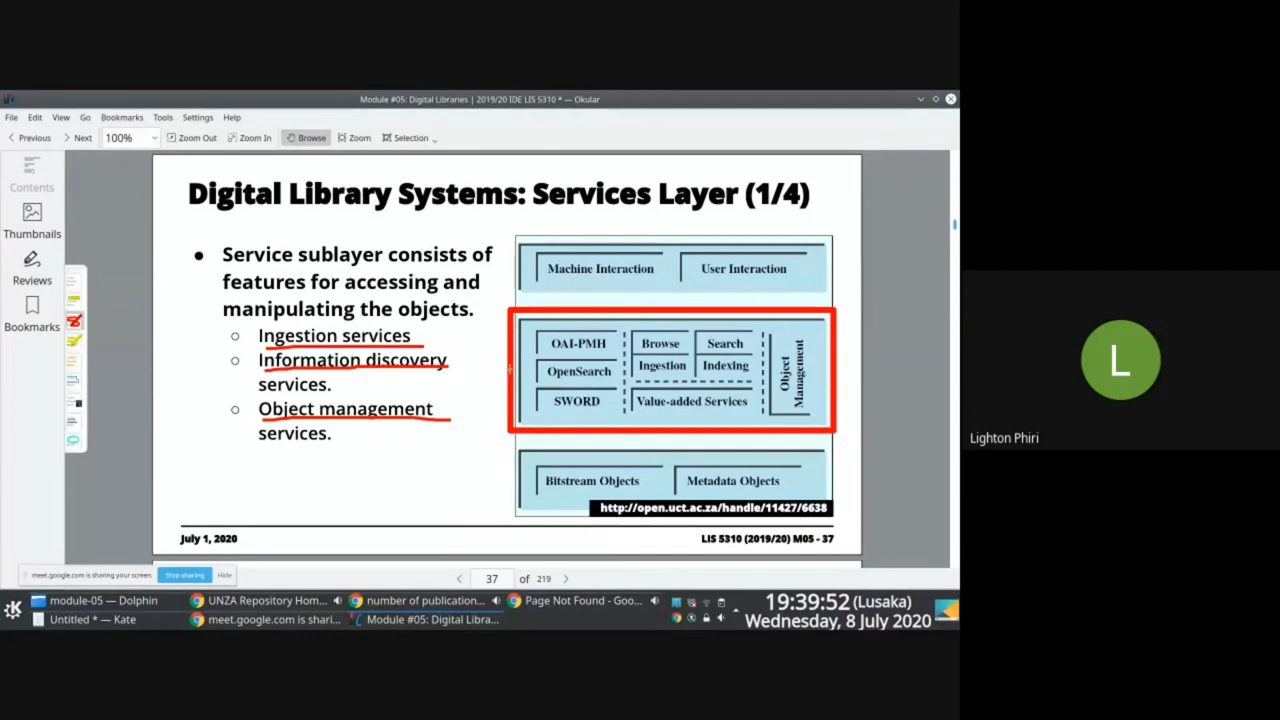 Module #05: Digital Libraries | 2019/20 IDE LIS 5310 * — Okular
File Edit View Go Bookmarks Tools Settings Help
Previous Next 100% Zoom Out Zoom In Browse Zoom Selection
Contents
Thumbnails
Reviews
Bookmarks
Digital Library Systems: Services Layer (1/4)
● Service sublayer consists of
features for accessing and
manipulating the objects.
○ Ingestion services
○ Information discovery
services.
○ Object management
services.
Machine Interaction User Interaction
OAI-PMH Browse Search
OpenSearch Ingestion Indexing
SWORD Value-added Services
Object
Management
Bitstream Objects Metadata Objects
http://open.uct.ac.za/handle/11427/6638
July 1, 2020 LIS 5310 (2019/20) M05 - 37
meet.google.com is sharing your screen. Stop sharing Hide
37 of 219
module-05 — Dolphin UNZA Repository Hom... number of publication... Page Not Found - Goo... 19:39:52 (Lusaka)
Untitled * — Kate meet.google.com is shari... Module #05: Digital Libra... Wednesday, 8 July 2020
L
Lighton Phiri